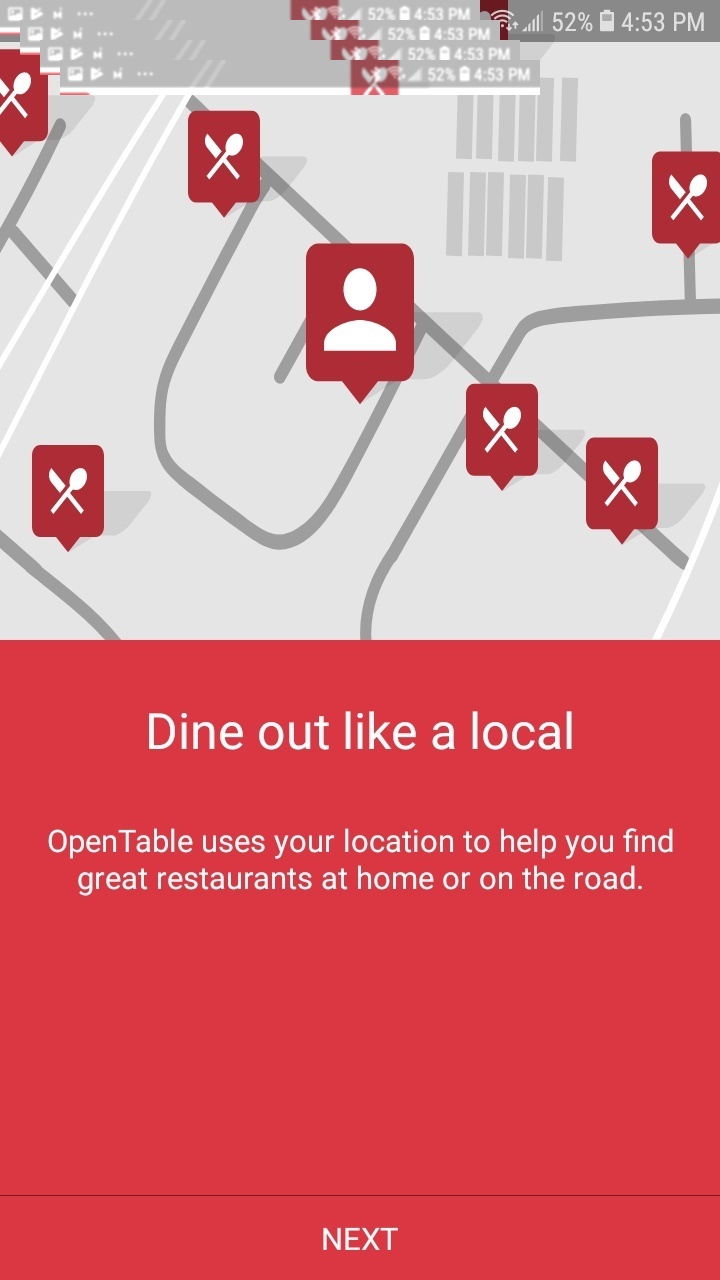 52% 4:53 PM
52% 4:53 PM
52% 4:53 PM
52% 4:53 PM
52% 4:53 PM
Dine out like a local
OpenTable uses your location to help you find
great restaurants at home or on the road.
NEXT